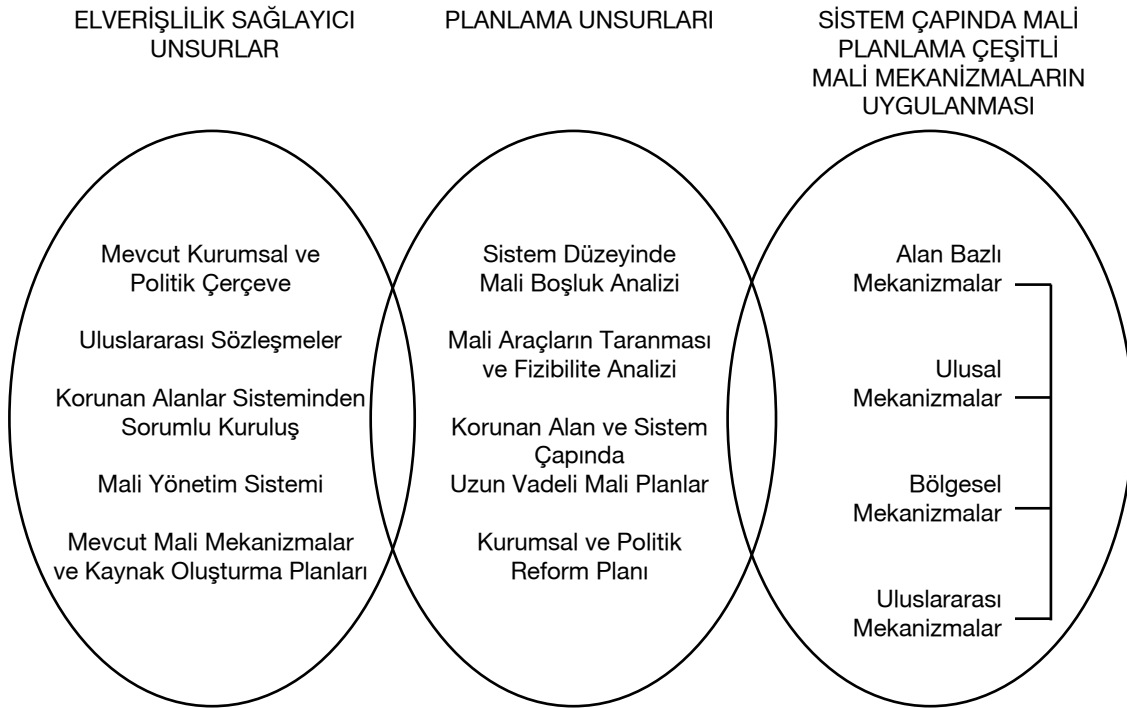 ELVERİŞLİLİK SAĞLAYICI
UNSURLAR
PLANLAMA UNSURLARI
SİSTEM ÇAPINDA MALİ
PLANLAMA ÇEŞİTLİ
MALİ MEKANİZMALARIN
UYGULANMASI
Mevcut Kurumsal ve
Politik Çerçeve
Uluslararası Sözleşmeler
Korunan Alanlar Sisteminden
Sorumlu Kuruluş
Mali Yönetim Sistemi
Mevcut Mali Mekanizmalar
ve Kaynak Oluşturma Planları
Sistem Düzeyinde
Mali Boşluk Analizi
Mali Araçların Taranması
ve Fizibilite Analizi
Korunan Alan ve Sistem
Çapında
Uzun Vadeli Mali Planlar
Kurumsal ve Politik
Reform Planı
Alan Bazlı
Mekanizmalar
Ulusal
Mekanizmalar
Bölgesel
Mekanizmalar
Uluslararası
Mekanizmalar